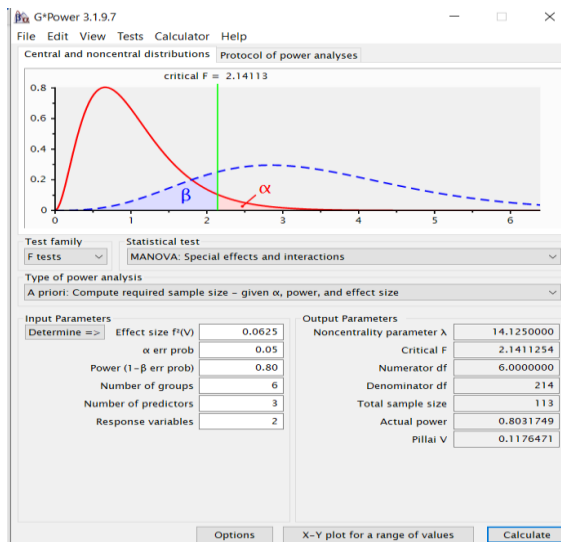 G*Power 3.1.9.7
File Edit View Tests Calculator Help
Central and noncentral distributions Protocol of power analyses
critical F = 2.14113
0.8
0.6
0.4
0.2
0
β
α
0 1 2 3 4 5 6
Test family Statistical test
F tests MANOVA: Special effects and interactions
Type of power analysis
A priori: Compute required sample size – given α, power, and effect size
Input Parameters Output Parameters
Determine => Effect size f²(V) 0.0625 Noncentrality parameter λ 14.1250000
α err prob 0.05 Critical F 2.1411254
Power (1-β err prob) 0.80 Numerator df 6.0000000
Number of groups 6 Denominator df 214
Number of predictors 3 Total sample size 113
Response variables 2 Actual power 0.8031749
Pillai V 0.1176471
Options X-Y plot for a range of values Calculate